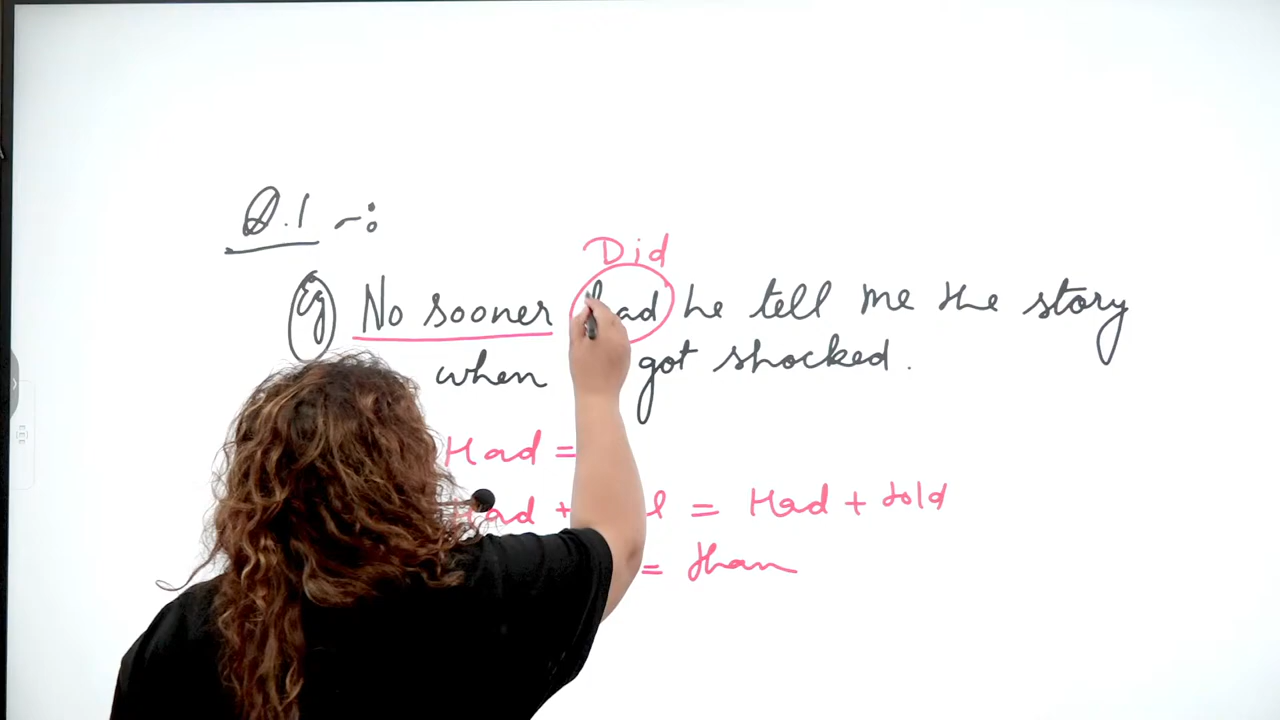 Q.1 -:
Did
Eg No sooner had he tell me the story
when got shocked.
Had =
Had + = Had + told
= than